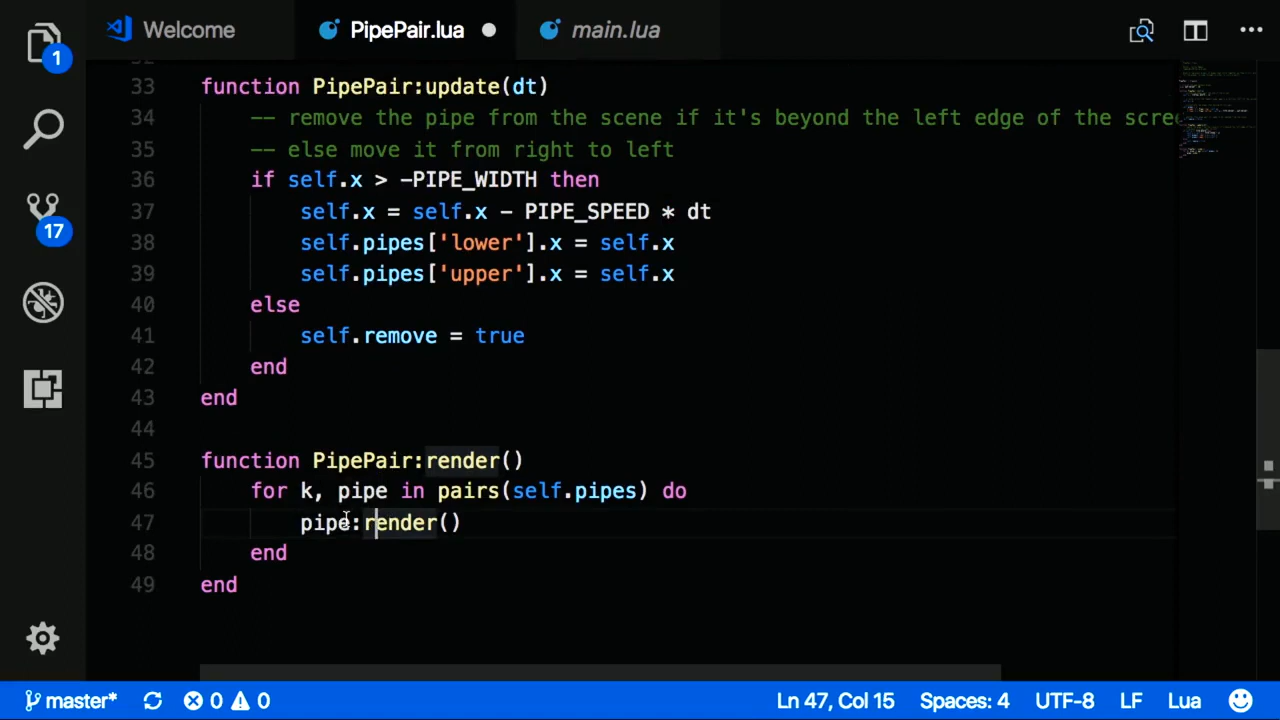 Welcome
PipePair.lua
main.lua
1
17
33 function PipePair:update(dt)
34 -- remove the pipe from the scene if it's beyond the left edge of the
35 -- else move it from right to left
36 if self.x > -PIPE_WIDTH then
37 self.x = self.x - PIPE_SPEED * dt
38 self.pipes['lower'].x = self.x
39 self.pipes['upper'].x = self.x
40 else
41 self.remove = true
42 end
43 end
44
45 function PipePair:render()
46 for k, pipe in pairs(self.pipes) do
47 pipe:render()
48 end
49 end
master* 0 0 Ln 47, Col 15 Spaces: 4 UTF-8 LF Lua